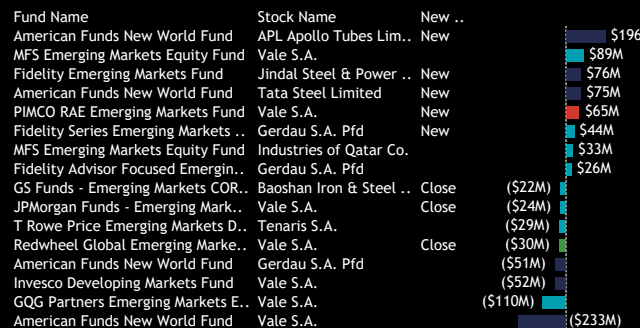 Fund Name Stock Name New ..
American Funds New World Fund APL Apollo Tubes Lim.. New $196
MFS Emerging Markets Equity Fund Vale S.A. $89M
Fidelity Emerging Markets Fund Jindal Steel & Power .. New $76M
American Funds New World Fund Tata Steel Limited New $75M
PIMCO RAE Emerging Markets Fund Vale S.A. New $65M
Fidelity Series Emerging Markets .. Gerdau S.A. Pfd New $44M
MFS Emerging Markets Equity Fund Industries of Qatar Co. $33M
Fidelity Advisor Focused Emergin.. Gerdau S.A. Pfd $26M
GS Funds - Emerging Markets COR.. Baoshan Iron & Steel .. Close ($22M)
JPMorgan Funds - Emerging Mark.. Vale S.A. Close ($24M)
T Rowe Price Emerging Markets D.. Tenaris S.A. ($29M)
Redwheel Global Emerging Marke.. Vale S.A. Close ($30M)
American Funds New World Fund Gerdau S.A. Pfd ($51M)
Invesco Developing Markets Fund Vale S.A. ($52M)
GQG Partners Emerging Markets E.. Vale S.A. ($110M)
American Funds New World Fund Vale S.A. ($233M)